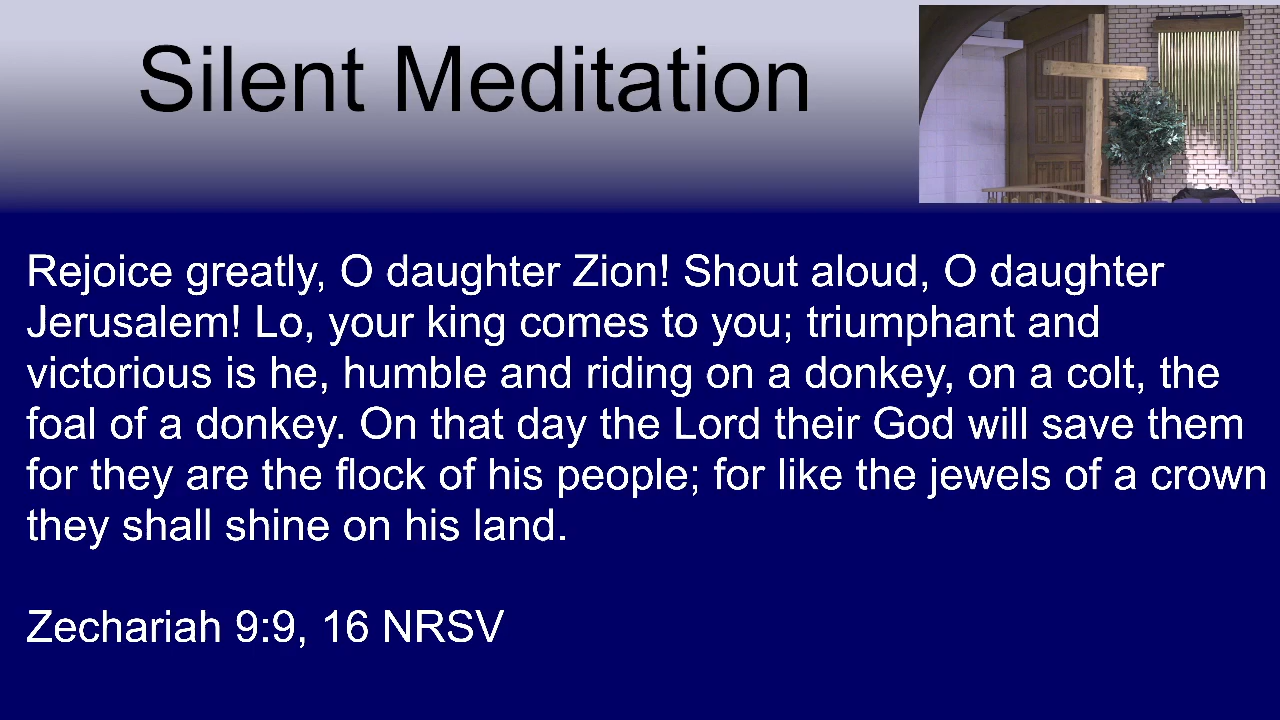 Silent Meditation
Rejoice greatly, O daughter Zion! Shout aloud, O daughter
Jerusalem! Lo, your king comes to you; triumphant and
victorious is he, humble and riding on a donkey, on a colt, the
foal of a donkey. On that day the Lord their God will save them
for they are the flock of his people; for like the jewels of a crown
they shall shine on his land.
Zechariah 9:9, 16 NRSV